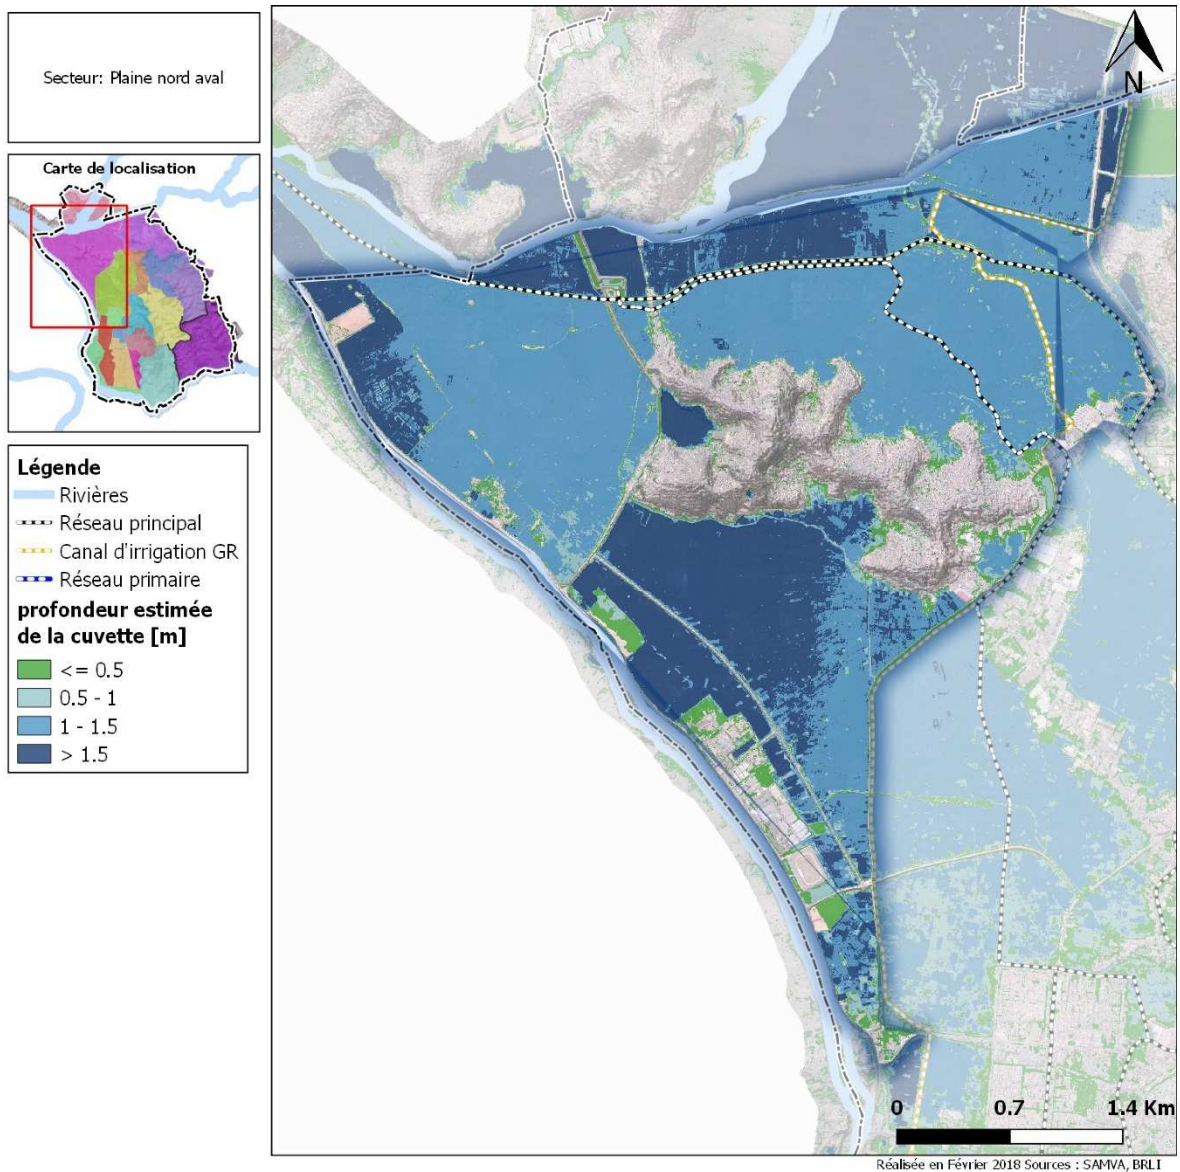 Secteur: Plaine nord aval
Carte de localisation
Légende
Rivières
Réseau principal
Canal d'irrigation GR
Réseau primaire
profondeur estimée
de la cuvette [m]
<= 0.5
0.5 - 1
1 - 1.5
> 1.5
N
0 0.7 1.4 Km
Réalisée en Février 2018 Sources : SAMVA, BRLI